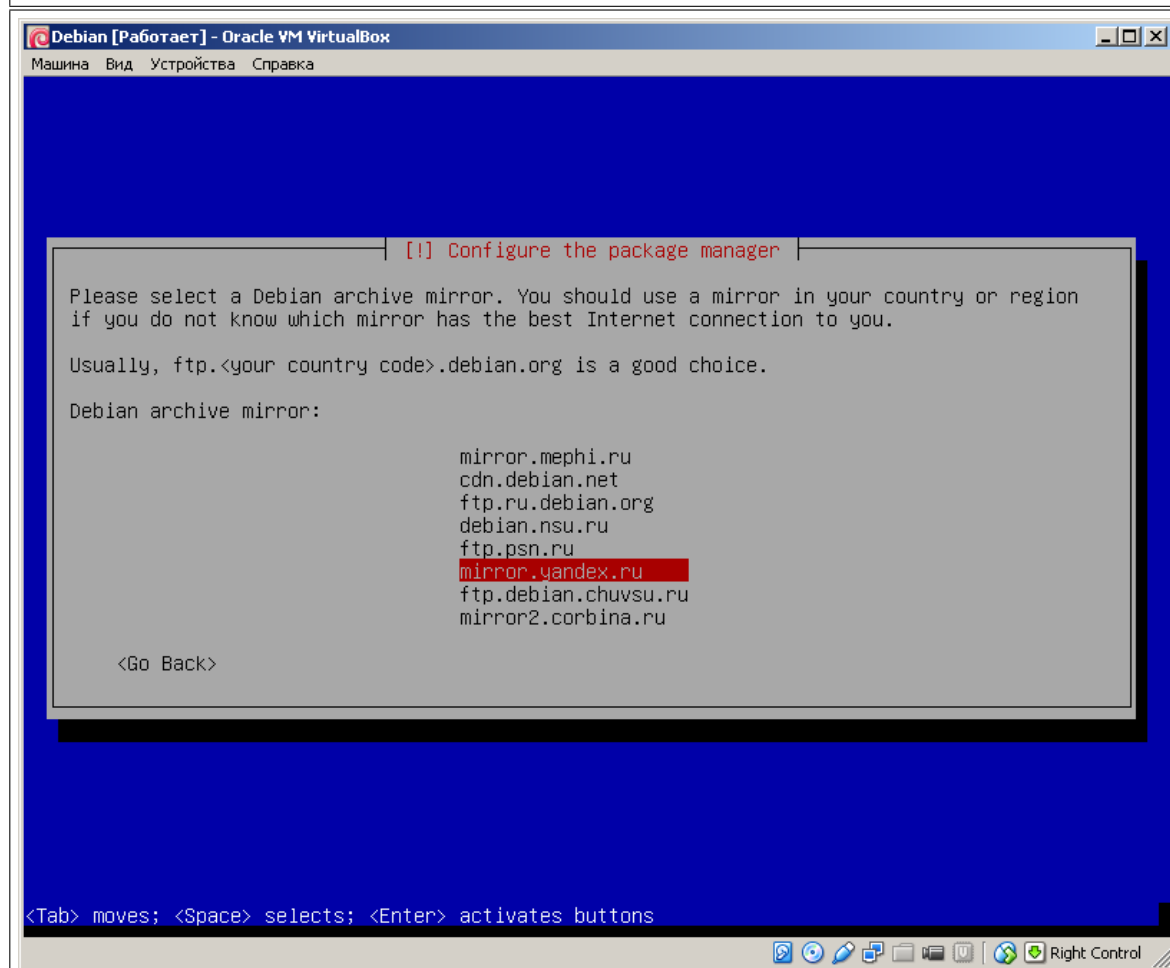 Debian [Работает] - Oracle VM VirtualBox
Машина Вид Устройства Справка
[!] Configure the package manager
Please select a Debian archive mirror. You should use a mirror in your country or region
if you do not know which mirror has the best Internet connection to you.
Usually, ftp.<your country code>.debian.org is a good choice.
Debian archive mirror:
mirror.mephi.ru
cdn.debian.net
ftp.ru.debian.org
debian.nsu.ru
ftp.psn.ru
mirror.yandex.ru
ftp.debian.chuvsu.ru
mirror2.corbina.ru
<Go Back>
<Tab> moves; <Space> selects; <Enter> activates buttons
Right Control